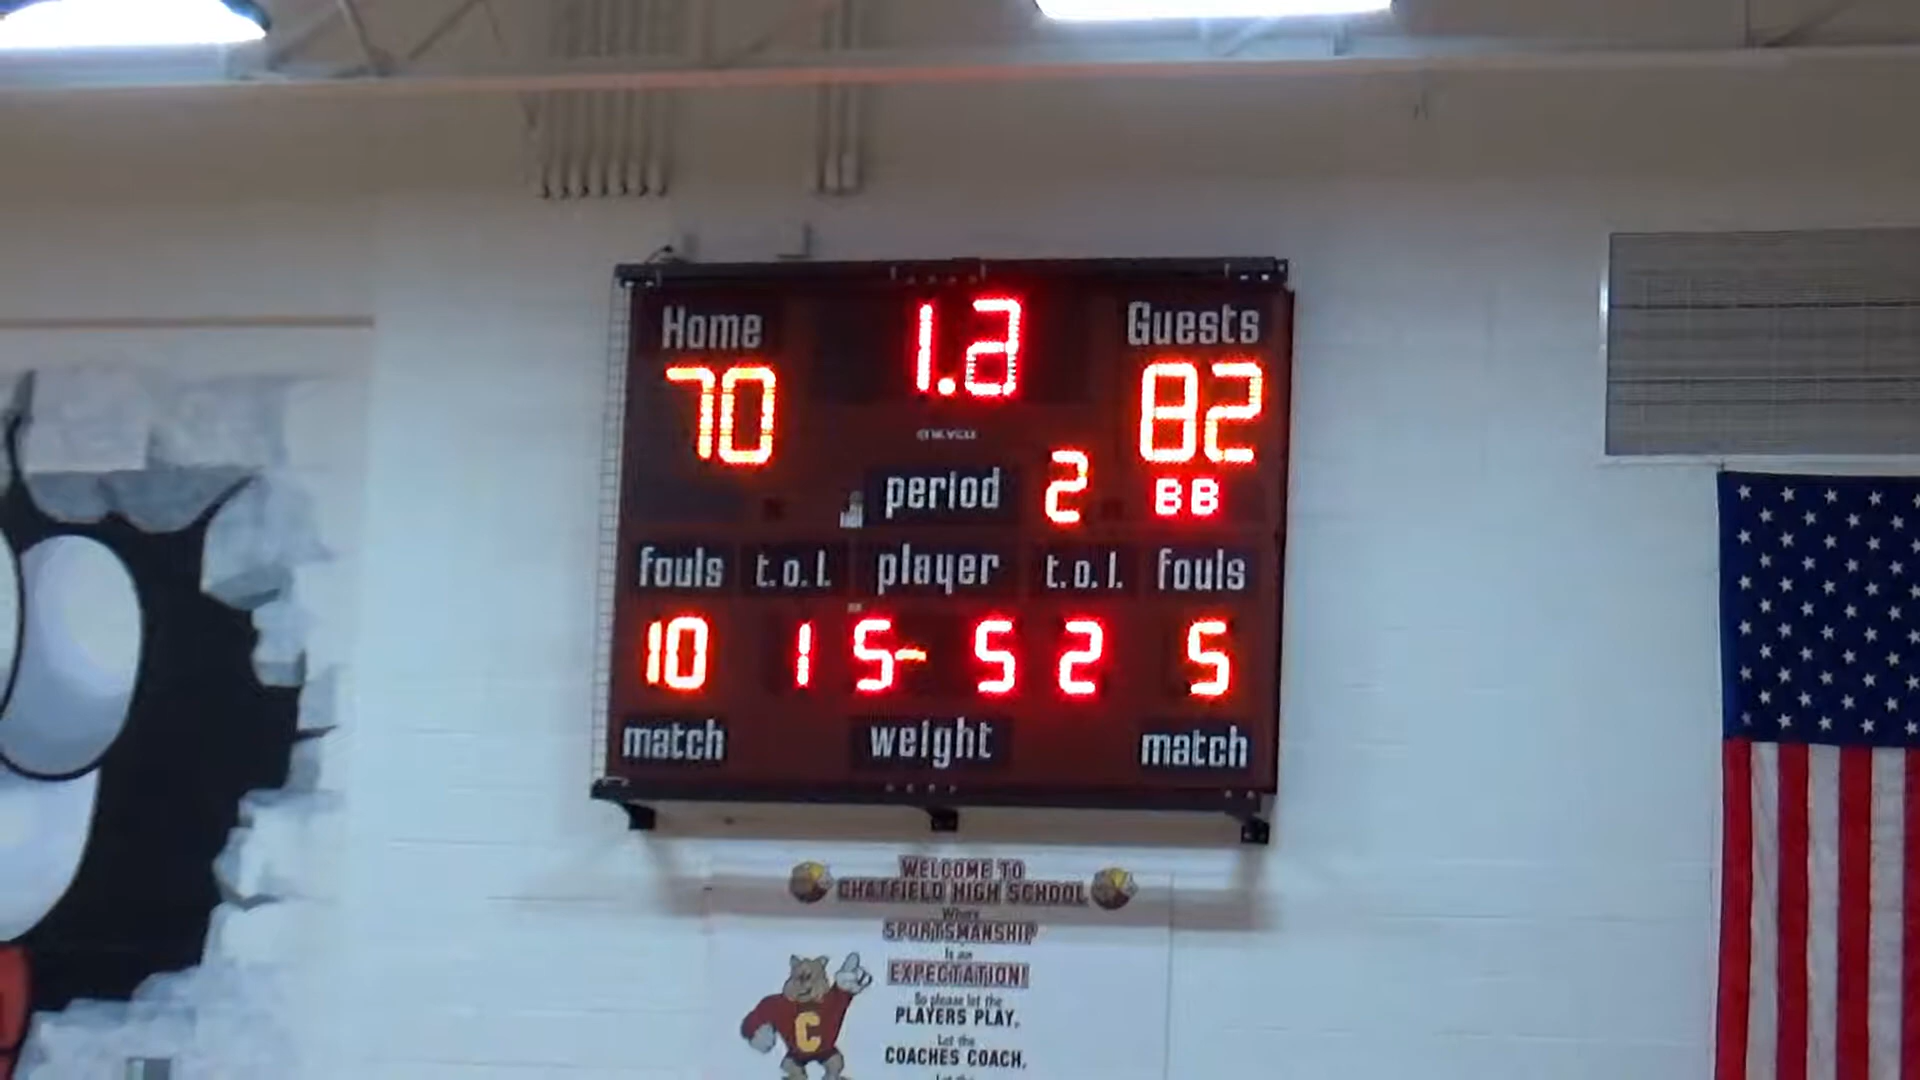 Home 1.2 Guests
70 82
period 2 BB
fouls t.o.l. player t.o.l. fouls
10 1 5- 5 2 5
match weight match
WELCOME TO
CHATFIELD HIGH SCHOOL
Where
SPORTSMANSHIP
Is an
EXPECTATION!
So please let the
PLAYERS PLAY,
Let the
COACHES COACH,
Let the
C